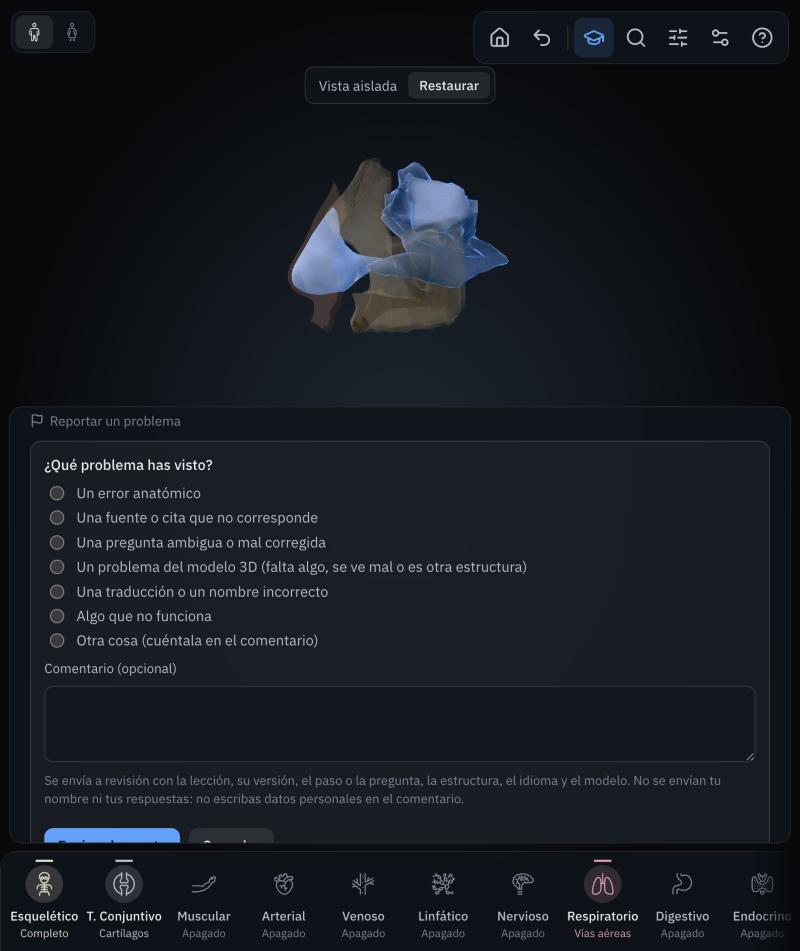 Vista aislada
Restaurar
Reportar un problema
¿Qué problema has visto?
Un error anatómico
Una fuente o cita que no corresponde
Una pregunta ambigua o mal corregida
Un problema del modelo 3D (falta algo, se ve mal o es otra estructura)
Una traducción o un nombre incorrecto
Algo que no funciona
Otra cosa (cuéntala en el comentario)
Comentario (opcional)
Se envía a revisión con la lección, su versión, el paso o la pregunta, la estructura, el idioma y el modelo. No se envían tu
nombre ni tus respuestas: no escribas datos personales en el comentario.
Esquelético
Completo
T. Conjuntivo
Cartílagos
Muscular
Apagado
Arterial
Apagado
Venoso
Apagado
Linfático
Apagado
Nervioso
Apagado
Respiratorio
Vías aéreas
Digestivo
Apagado
Endocrino
Apagado